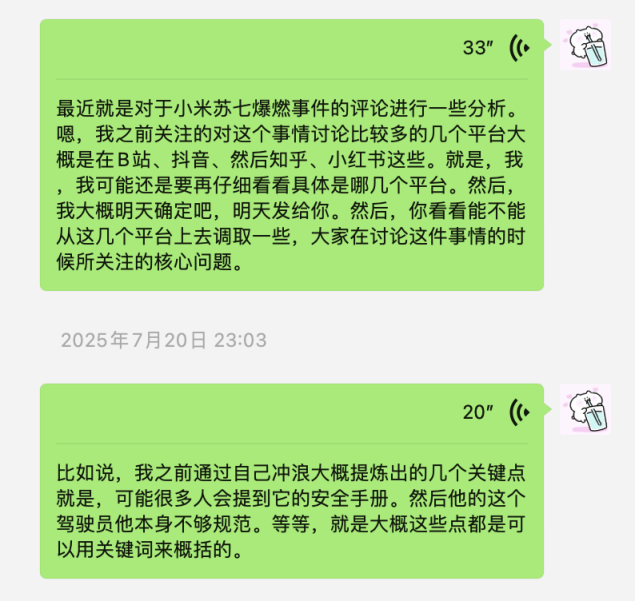 33"
最近就是对于小米苏七爆燃事件的评论进行一些分析。
嗯，我之前关注的对这个事情讨论比较多的几个平台大
概是在B站、抖音、然后知乎、小红书这些。就是，我
，我可能还是要再仔细看看具体是哪几个平台。然后，
我大概明天确定吧，明天发给你。然后，你看看能不能
从这几个平台上去调取一些，大家在讨论这件事情的时
候所关注的核心问题。
2025年7月20日 23:03
20"
比如说，我之前通过自己冲浪大概提炼出的几个关键点
就是，可能很多人会提到它的安全手册。然后他的这个
驾驶员他本身不够规范。等等，就是大概这些点都是可
以用关键词来概括的。